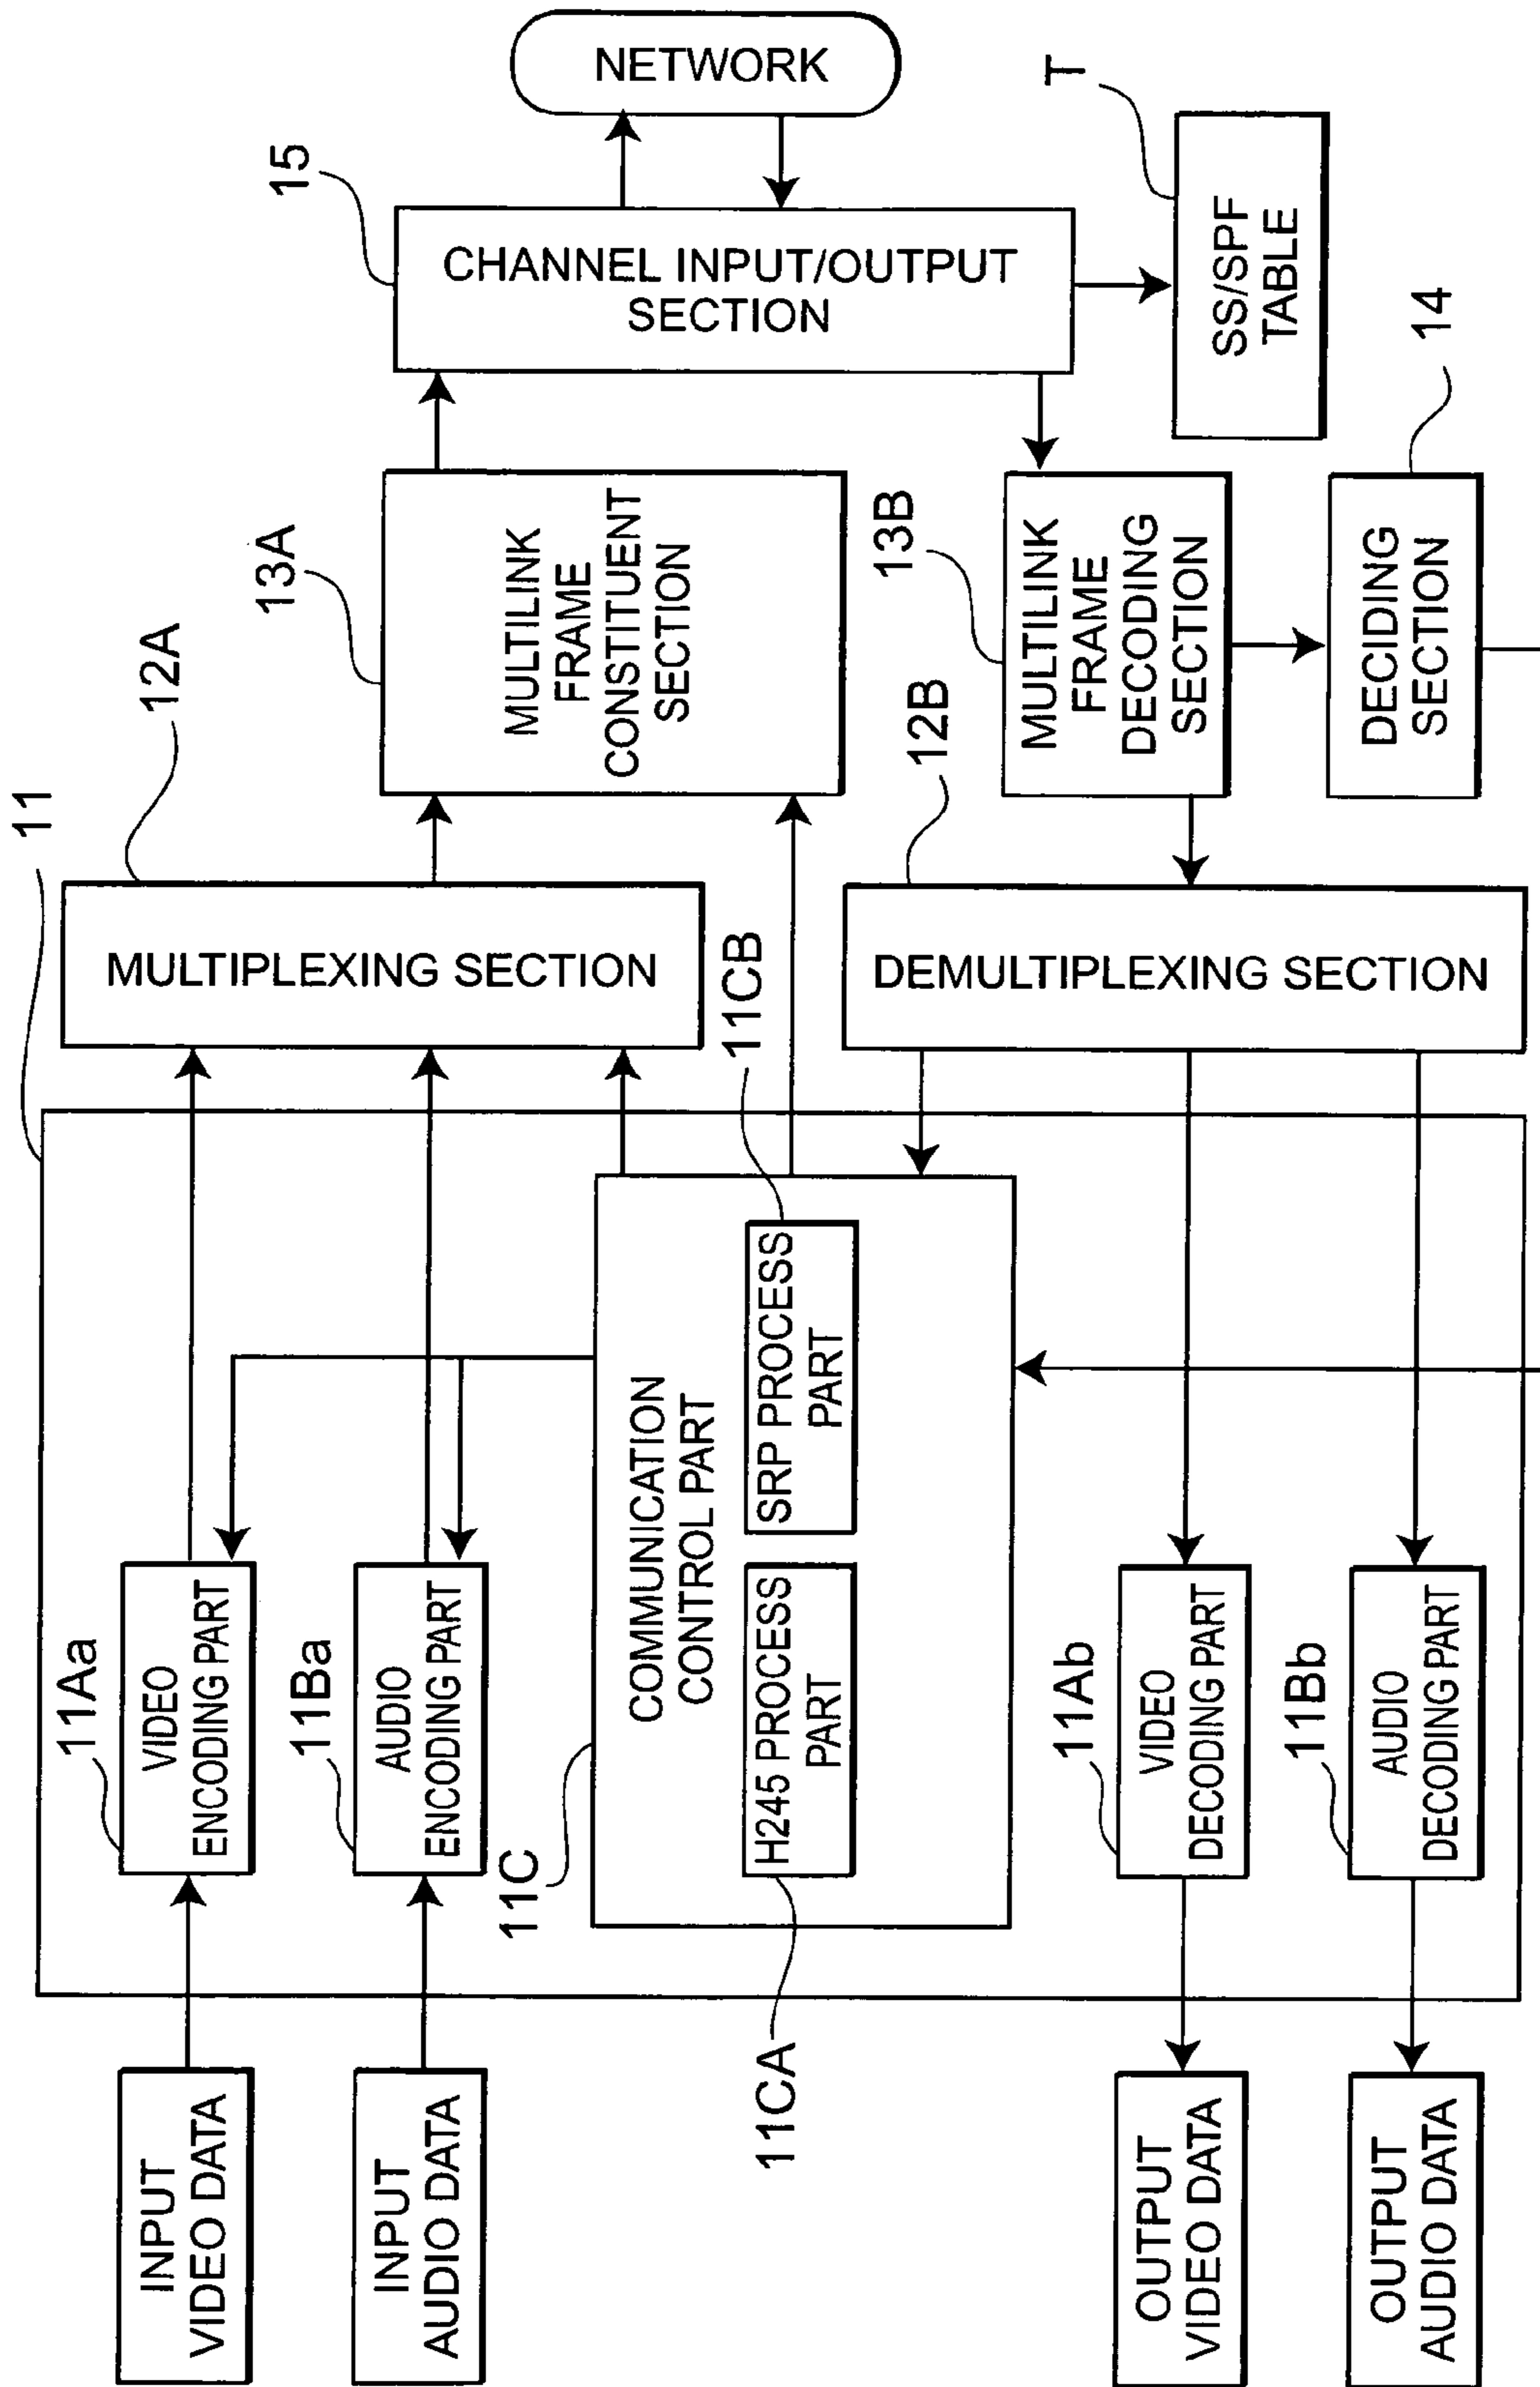 11
INPUT
VIDEO DATA
11Aa
VIDEO
ENCODING PART
INPUT
AUDIO DATA
11Ba
AUDIO
ENCODING PART
11C
COMMUNICATION
CONTROL PART
H245 PROCESS
PART
SRP PROCESS
PART
11CA
11CB
OUTPUT
VIDEO DATA
11Ab
VIDEO
DECODING PART
OUTPUT
AUDIO DATA
11Bb
AUDIO
DECODING PART
12A
MULTIPLEXING SECTION
12B
DEMULTIPLEXING SECTION
13A
MULTILINK
FRAME
CONSTITUENT
SECTION
13B
MULTILINK
FRAME
DECODING
SECTION
14
DECIDING
SECTION
15
CHANNEL INPUT/OUTPUT
SECTION
NETWORK
T
SS/SPF
TABLE